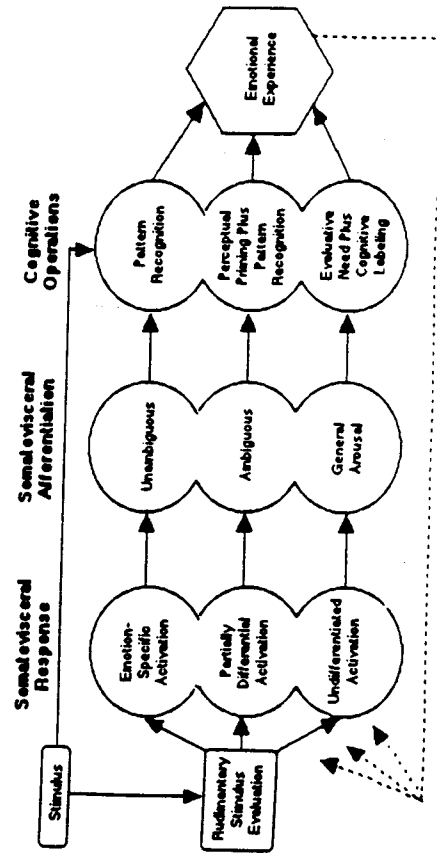 Stimulus
Rudimentary
Stimulus
Evaluation
Somatovisceral
Response
Emotion-
Specific
Activation
Partially
Differential
Activation
Undifferentiated
Activation
Somatovisceral
Afferentiation
Unambiguous
Ambiguous
General
Arousal
Cognitive
Operations
Pattern
Recognition
Perceptual
Priming Plus
Pattern
Recognition
Evaluative
Need Plus
Cognitive
Labeling
Emotional
Experience